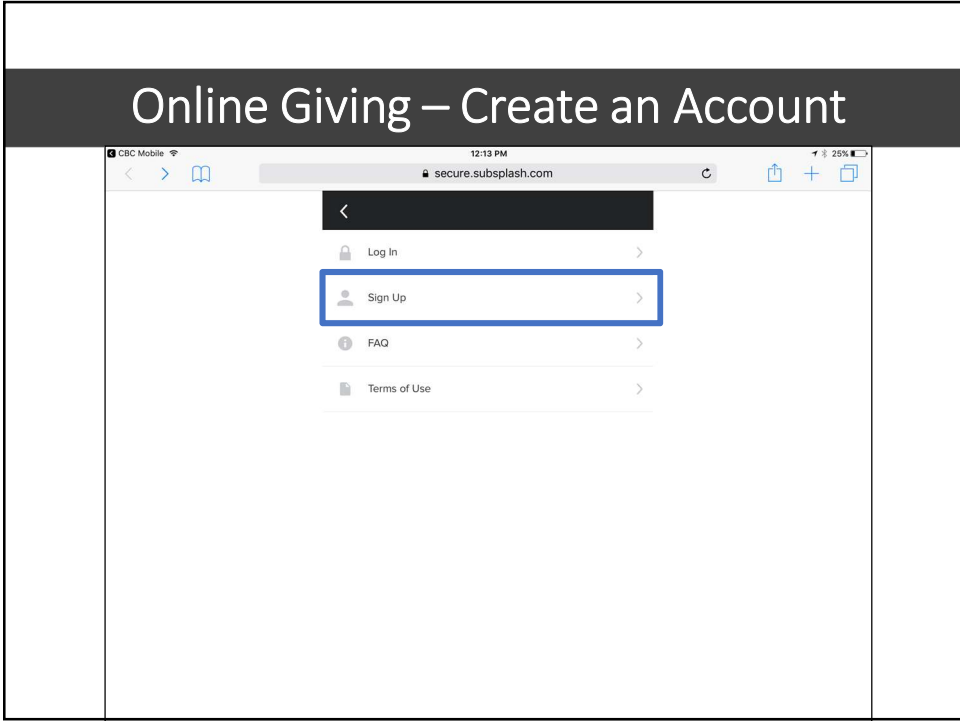 Online Giving – Create an Account
CBC Mobile 12:13 PM 25%
secure.subsplash.com
Log In
Sign Up
FAQ
Terms of Use